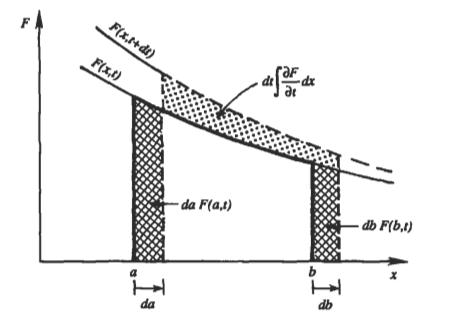 F
F(x,t+dt)
F(x,t)
dt∫∂F/∂t dx
da F(a,t)
db F(b,t)
a
b
x
da
db